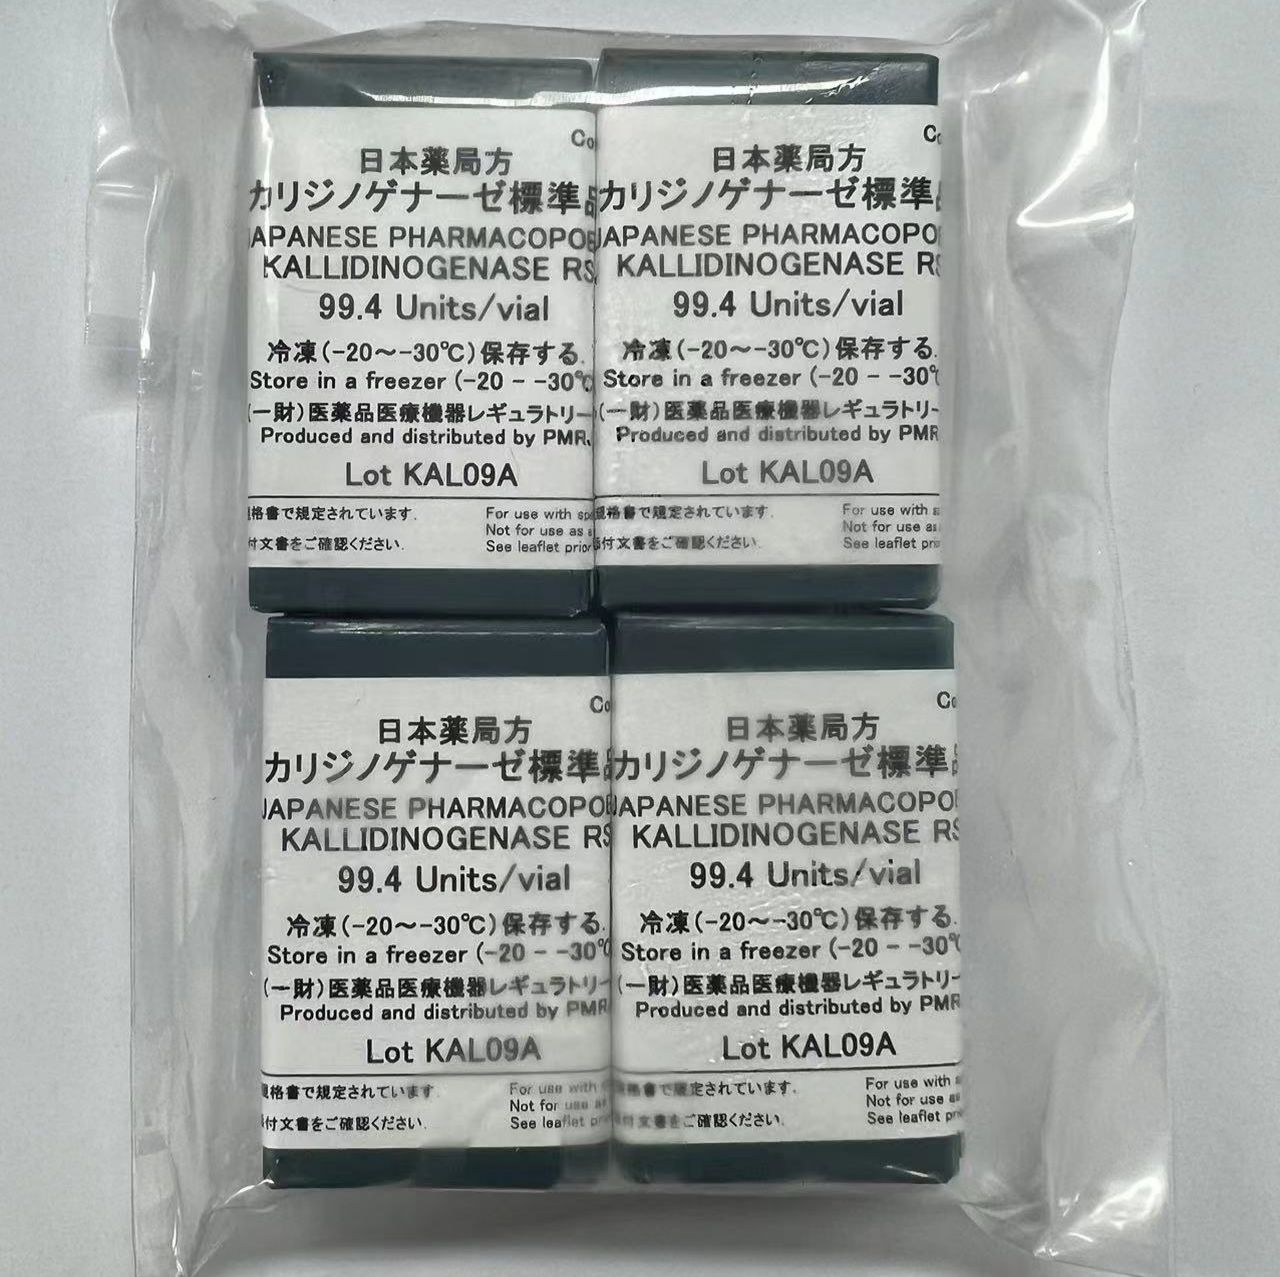 日本薬局方
カリジノゲナーゼ標準品
JAPANESE PHARMACOPOE
KALLIDINOGENASE RS
99.4 Units/vial
冷凍(-20～-30℃)保存する.
Store in a freezer (-20 - -30℃
(一財)医薬品医療機器レギュラトリー
Produced and distributed by PMR
Lot KAL09A
規格書で規定されています.
付文書をご確認ください.
For use with spe
Not for use as a
See leaflet prior
日本薬局方
カリジノゲナーゼ標準品
JAPANESE PHARMACOPO
KALLIDINOGENASE RS
99.4 Units/vial
冷凍(-20～-30℃)保存する.
Store in a freezer (-20 - -30℃
(一財)医薬品医療機器レギュラトリー
Produced and distributed by PMR
Lot KAL09A
規格書で規定されています.
付文書をご確認ください.
For use with s
Not for use as
See leaflet pri
日本薬局方
カリジノゲナーゼ標準品
JAPANESE PHARMACOPOE
KALLIDINOGENASE RS
99.4 Units/vial
冷凍(-20～-30℃)保存する.
Store in a freezer (-20 - -30℃
(一財)医薬品医療機器レギュラトリー
Produced and distributed by PMR
Lot KAL09A
規格書で規定されています
付文書をご確認ください.
For use with
Not for use as
See leaflet pri
日本薬局方
カリジノゲナーゼ標準品
JAPANESE PHARMACOPO
KALLIDINOGENASE RS
99.4 Units/vial
冷凍(-20～-30℃)保存する.
Store in a freezer (-20 - -30℃
(一財)医薬品医療機器レギュラトリー
Produced and distributed by PMR
Lot KAL09A
規格書で規定されています.
付文書をご確認ください.
For use with
Not for use as
See leaflet pri